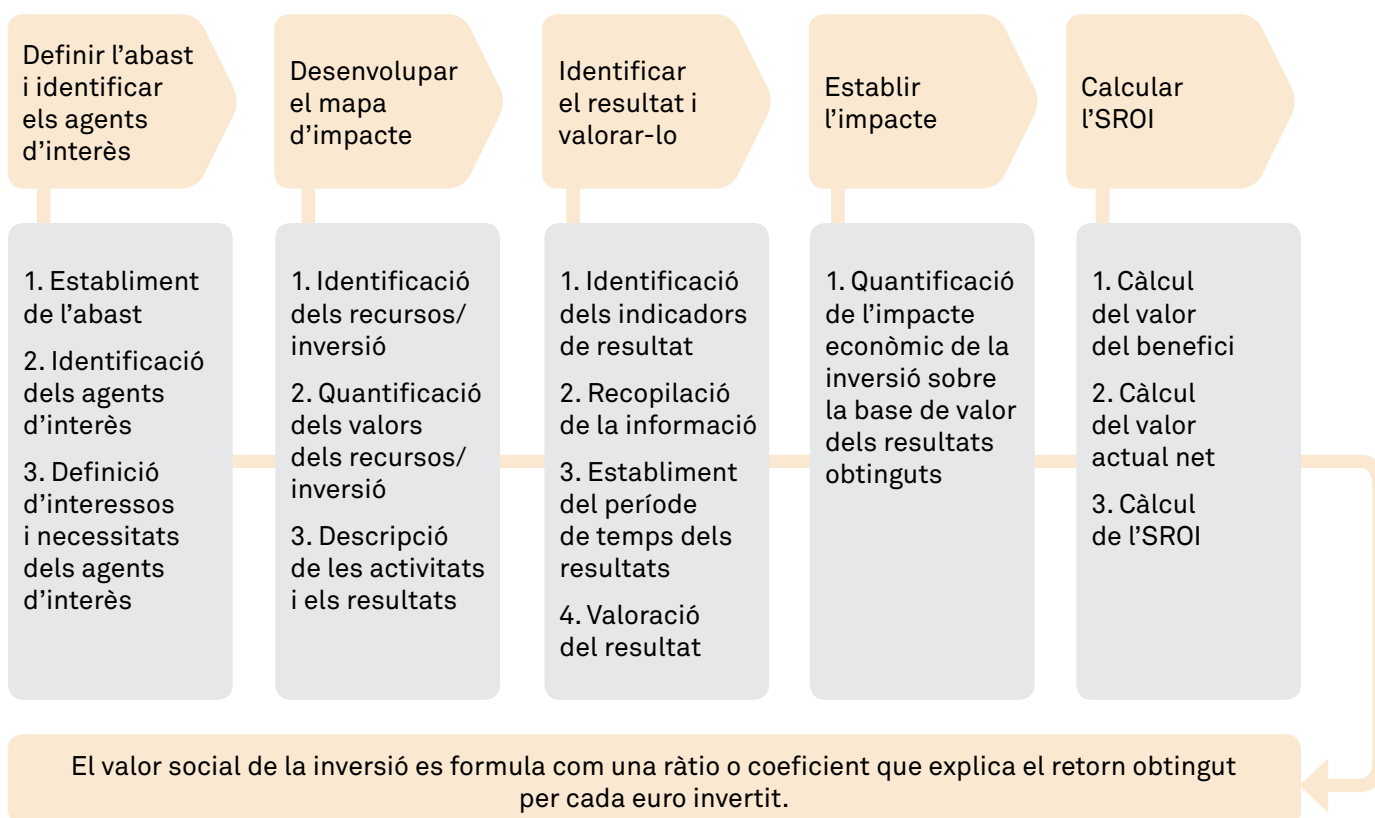 Definir l’abast
i identificar
els agents
d’interès
Desenvolupar
el mapa
d’impacte
Identificar
el resultat i
valorar-lo
Establir
l’impacte
Calcular
l’SROI
1. Establiment
de l’abast
2. Identificació
dels agents
d’interès
3. Definició
d’interessos
i necessitats
dels agents
d’interès
1. Identificació
dels recursos/
inversió
2. Quantificació
dels valors
dels recursos/
inversió
3. Descripció
de les activitats
i els resultats
1. Identificació
dels indicadors
de resultat
2. Recopilació
de la informació
3. Establiment
del període
de temps dels
resultats
4. Valoració
del resultat
1. Quantificació
de l’impacte
econòmic de la
inversió sobre
la base de valor
dels resultats
obtinguts
1. Càlcul
del valor
del benefici
2. Càlcul
del valor
actual net
3. Càlcul
de l’SROI
El valor social de la inversió es formula com una ràtio o coeficient que explica el retorn obtingut
per cada euro invertit.